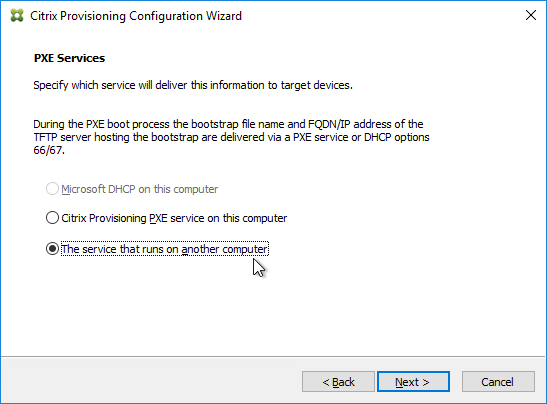 Citrix Provisioning Configuration Wizard
PXE Services
Specify which service will deliver this information to target devices.
During the PXE boot process the bootstrap file name and FQDN/IP address of the
TFTP server hosting the bootstrap are delivered via a PXE service or DHCP options
66/67.
Microsoft DHCP on this computer
Citrix Provisioning PXE service on this computer
The service that runs on another computer
< Back
Next >
Cancel